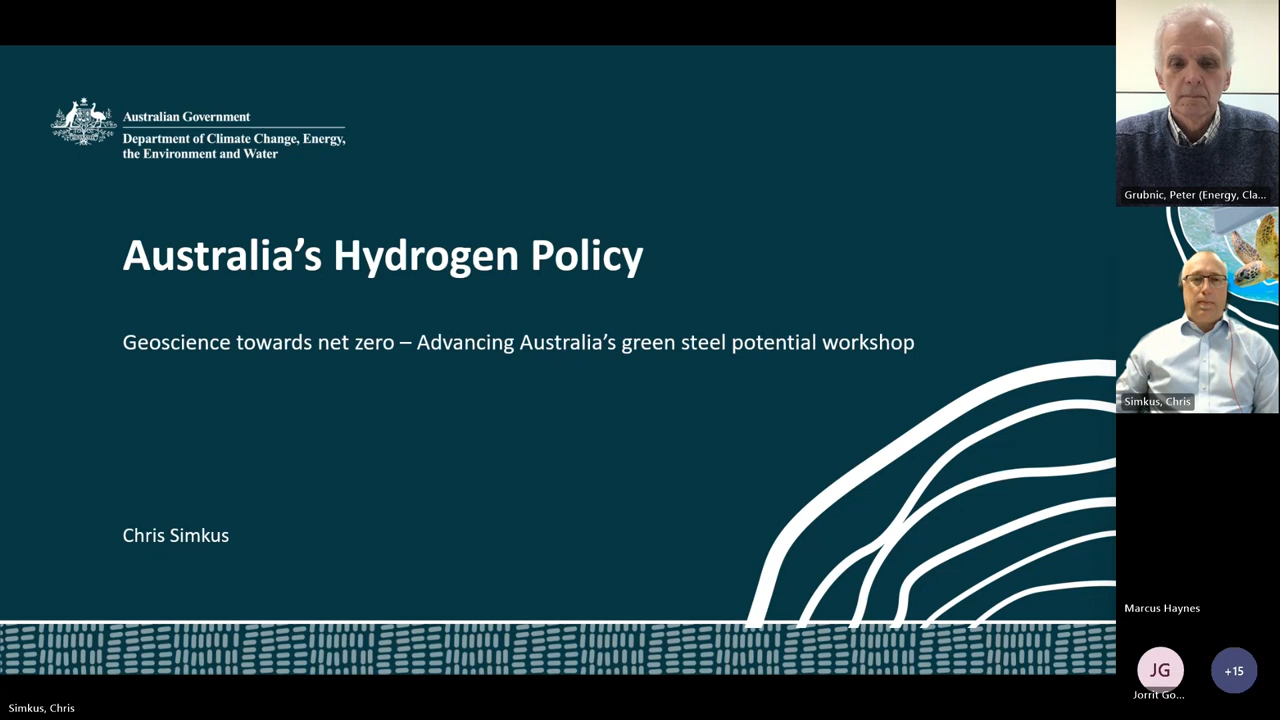 Australian Government
Department of Climate Change, Energy,
the Environment and Water
Australia’s Hydrogen Policy
Geoscience towards net zero – Advancing Australia’s green steel potential workshop
Chris Simkus
Grubnic, Peter (Energy, Cla...
Simkus, Chris
Marcus Haynes
JG
+15
Jorrit Go...
Simkus, Chris